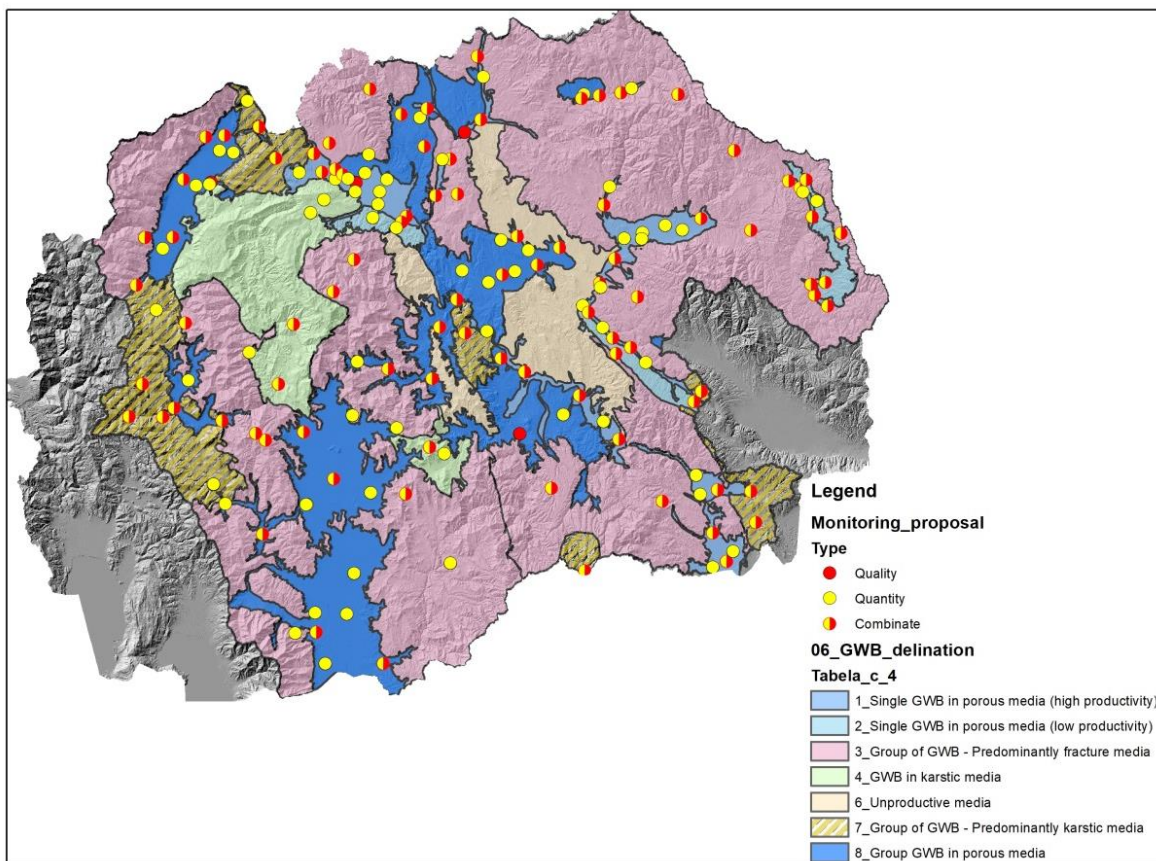 Legend
Monitoring_proposal
Type
Quality
Quantity
Combinate
06_GWB_delination
Tabela_c_4
1_Single GWB in porous media (high productivity)
2_Single GWB in porous media (low productivity)
3_Group of GWB - Predominantly fracture media
4_GWB in karstic media
6_Unproductive media
7_Group of GWB - Predominantly karstic media
8_Group GWB in porous media